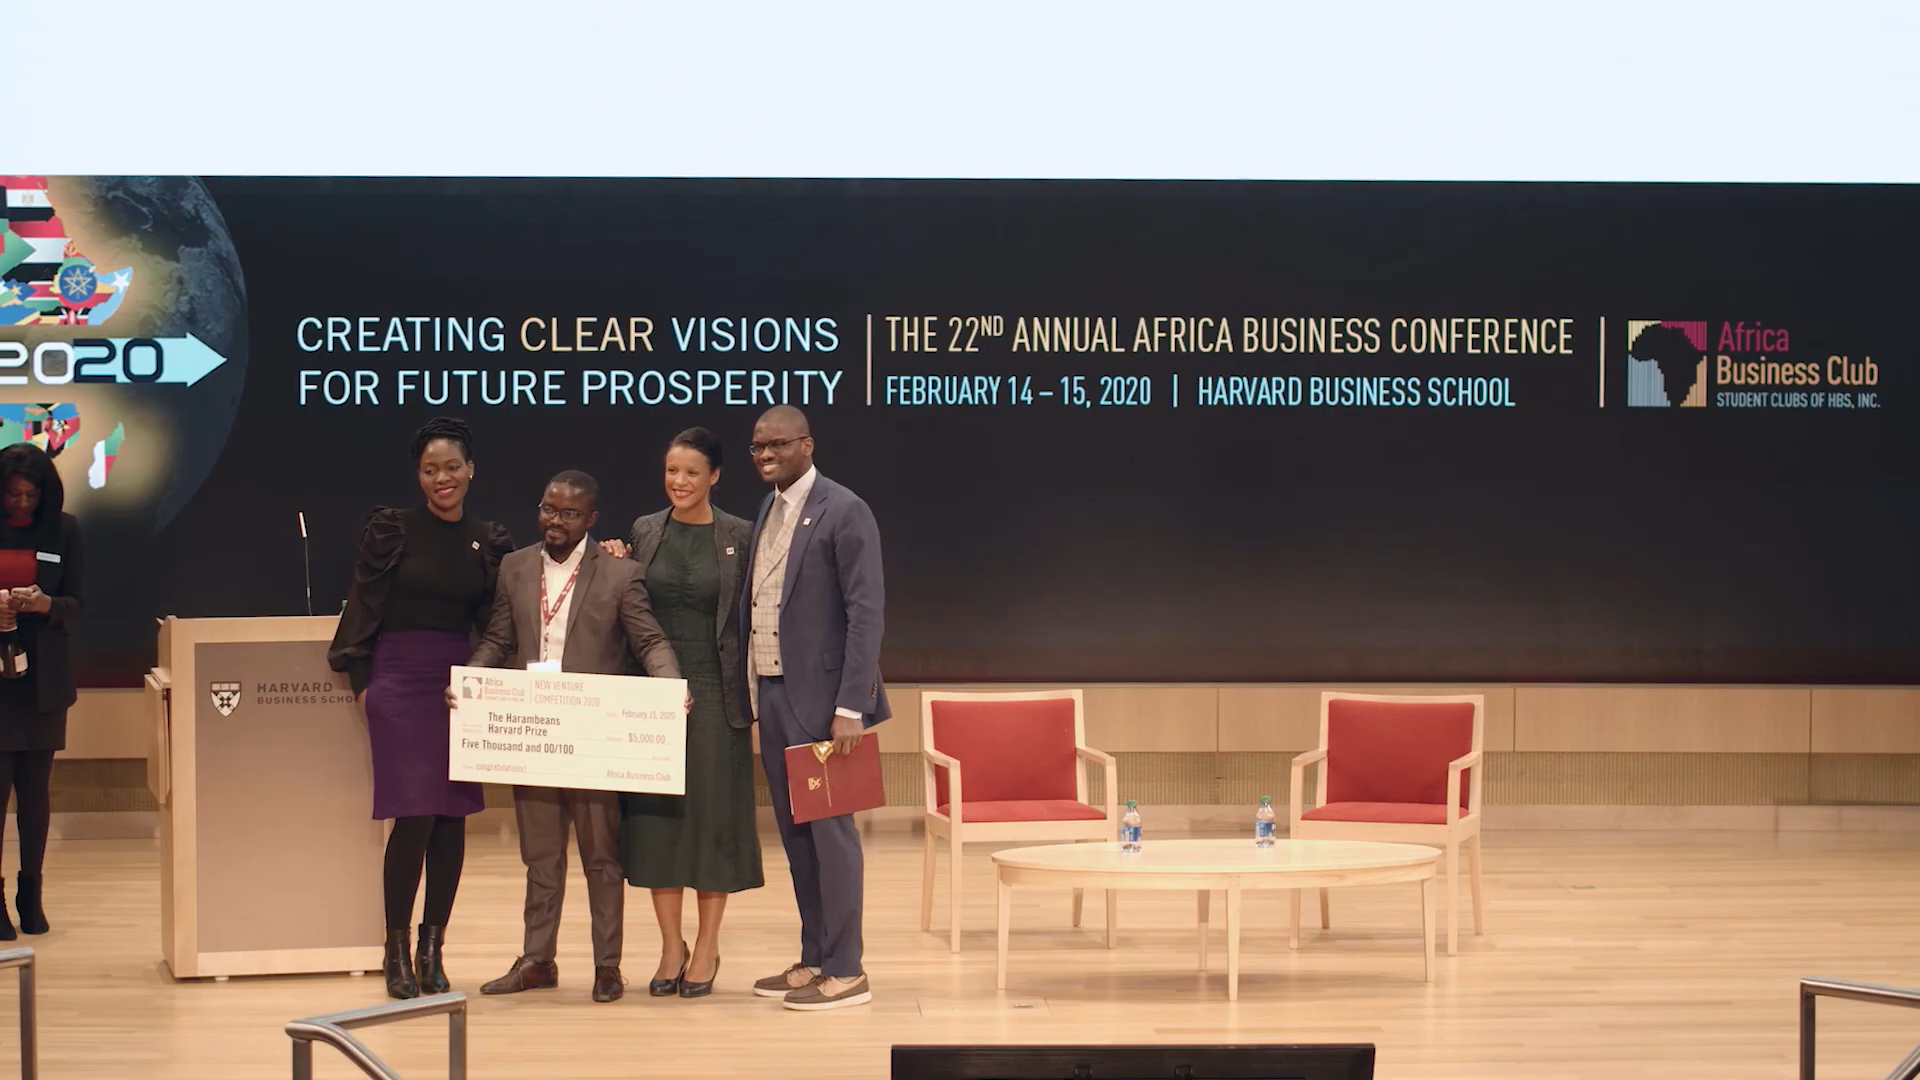 2020
CREATING CLEAR VISIONS
FOR FUTURE PROSPERITY
THE 22ND ANNUAL AFRICA BUSINESS CONFERENCE
FEBRUARY 14 – 15, 2020 | HARVARD BUSINESS SCHOOL
Africa
Business Club
STUDENT CLUBS OF HBS, INC.
HARVARD
BUSINESS SCHOO
Africa
Business Club
NEW VENTURE
COMPETITION 2020
February 15, 2020
The Harambeans
Harvard Prize
$5,000.00
Five Thousand and 00/100
congratulations!
Africa Business Club